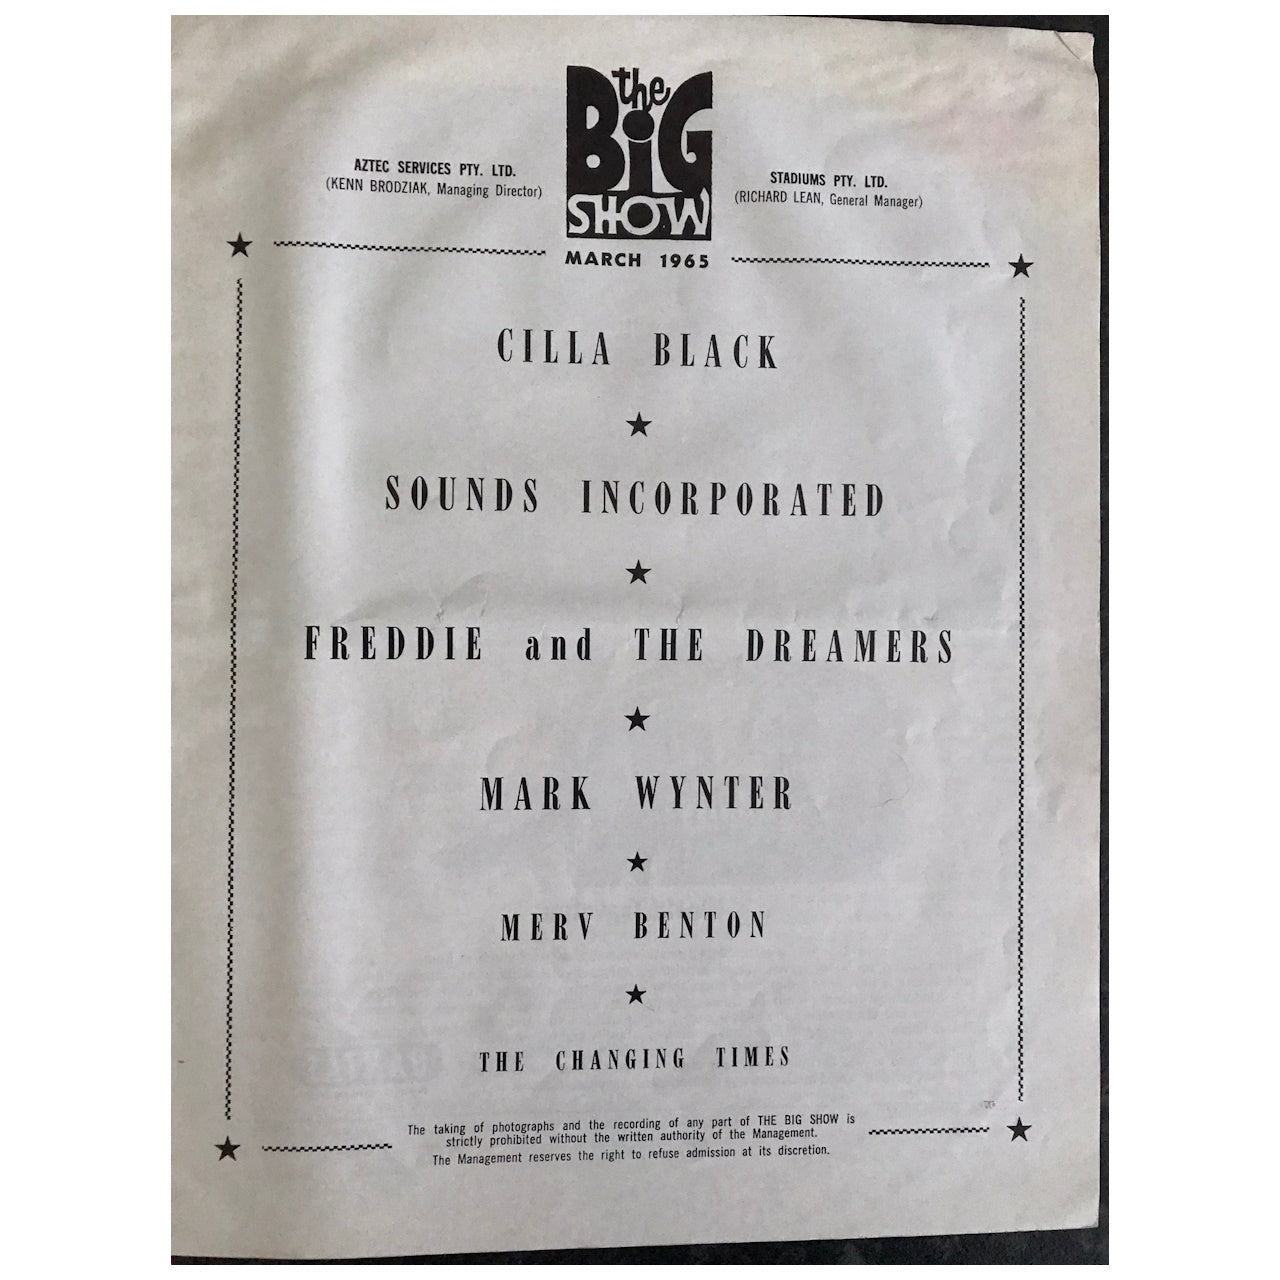 the
BiG
SHOW
AZTEC SERVICES PTY. LTD.
(KENN BRODZIAK, Managing Director)
STADIUMS PTY. LTD.
(RICHARD LEAN, General Manager)
MARCH 1965
CILLA BLACK
SOUNDS INCORPORATED
FREDDIE and THE DREAMERS
MARK WYNTER
MERV BENTON
THE CHANGING TIMES
The taking of photographs and the recording of any part of THE BIG SHOW is
strictly prohibited without the written authority of the Management.
The Management reserves the right to refuse admission at its discretion.